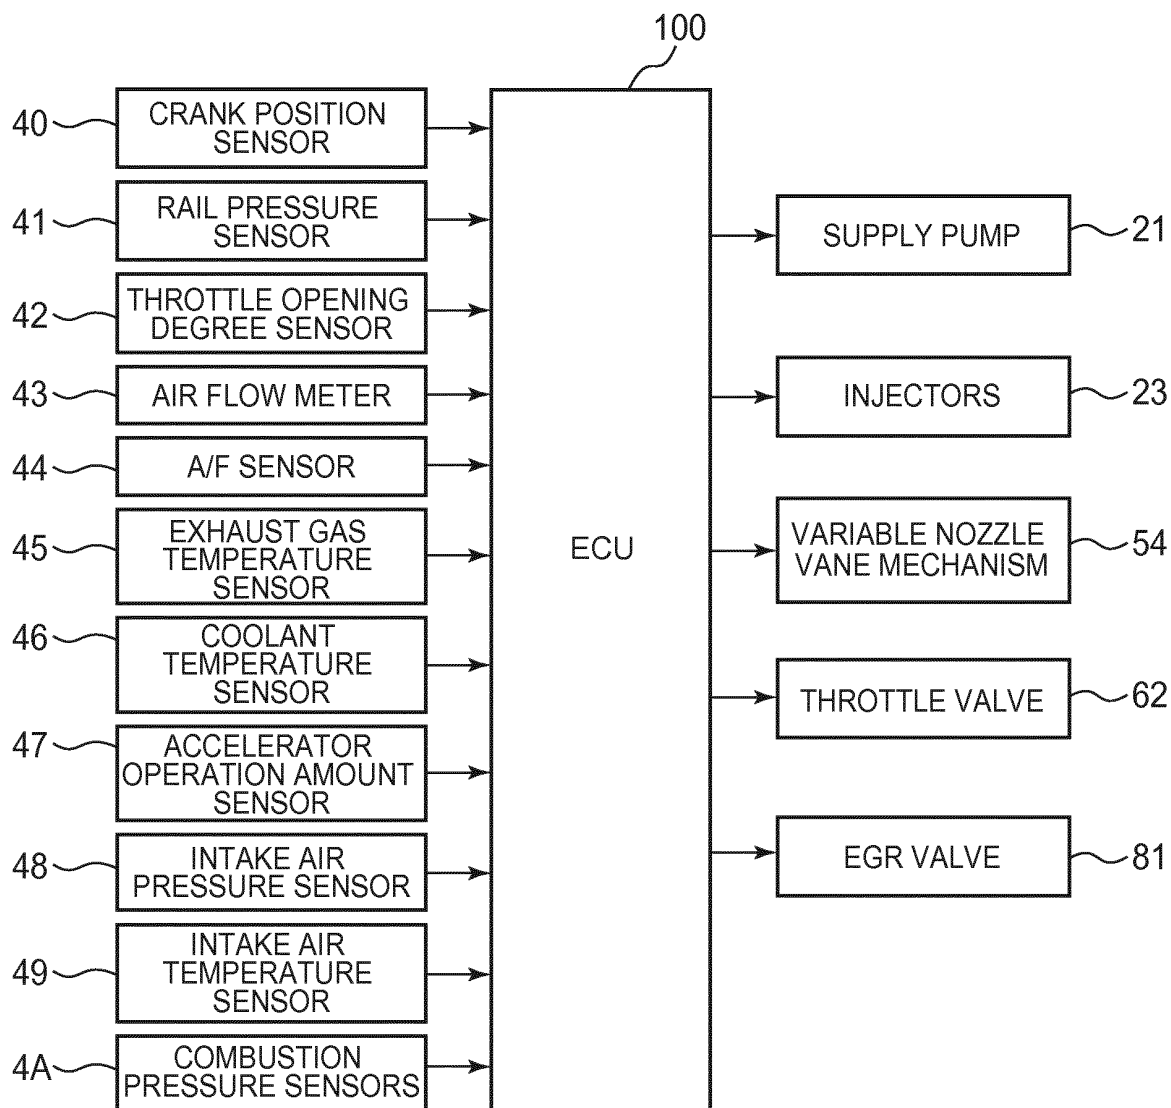 100
40
CRANK POSITION
SENSOR
41
RAIL PRESSURE
SENSOR
42
THROTTLE OPENING
DEGREE SENSOR
43
AIR FLOW METER
44
A/F SENSOR
45
EXHAUST GAS
TEMPERATURE
SENSOR
46
COOLANT
TEMPERATURE
SENSOR
47
ACCELERATOR
OPERATION AMOUNT
SENSOR
48
INTAKE AIR
PRESSURE SENSOR
49
INTAKE AIR
TEMPERATURE
SENSOR
4A
COMBUSTION
PRESSURE SENSORS
ECU
SUPPLY PUMP
21
INJECTORS
23
VARIABLE NOZZLE
VANE MECHANISM
54
THROTTLE VALVE
62
EGR VALVE
81